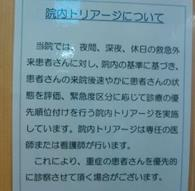 院内トリアージについて
当院では、夜間、深夜、休日の救急外
来患者さんに対し、院内の基準に基づき、
患者さんの来院後速やかに患者さんの状
態を評価、緊急度区分に応じて診療の優
先順位付けを行う院内トリアージを実施
しています。院内トリアージは専任の医
師または看護師が行います。
これにより、重症の患者さんを優先的
に診察させて頂く場合がございます。